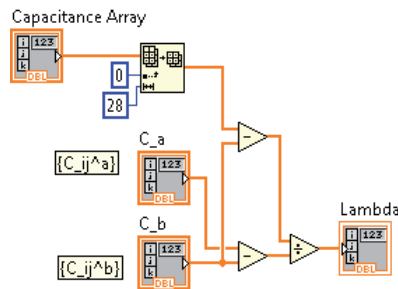 Capacitance Array
i
j
k
123
DBL
0
28
C_a
{C_ij^a}
i
j
k
123
DBL
C_b
{C_ij^b}
i
j
k
123
DBL
-
-
÷
Lambda
i
j
k
123
DBL